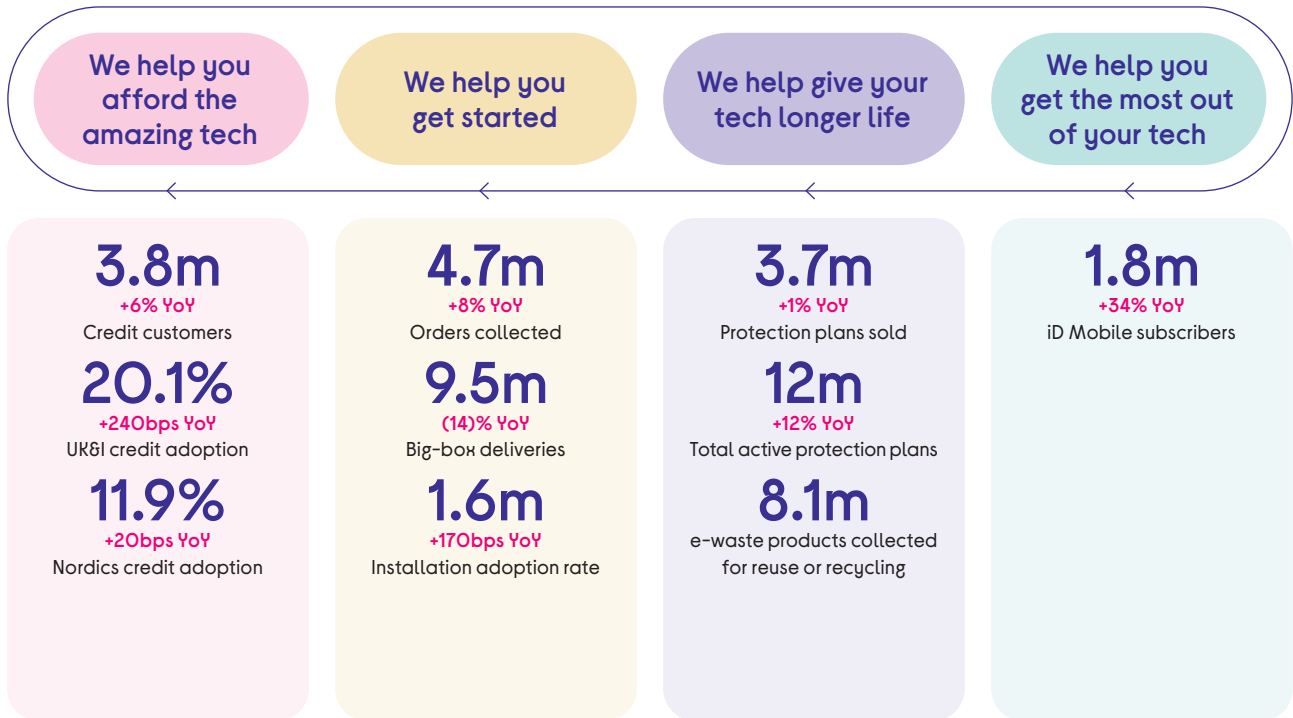 We help you
afford the
amazing tech
We help you
get started
We help give your
tech longer life
We help you
get the most out
of your tech
3.8m
+6% YoY
Credit customers
20.1%
+240bps YoY
UK&I credit adoption
11.9%
+20bps YoY
Nordics credit adoption
4.7m
+8% YoY
Orders collected
9.5m
(14)% YoY
Big-box deliveries
1.6m
+170bps YoY
Installation adoption rate
3.7m
+1% YoY
Protection plans sold
12m
+12% YoY
Total active protection plans
8.1m
e-waste products collected
for reuse or recycling
1.8m
+34% YoY
iD Mobile subscribers